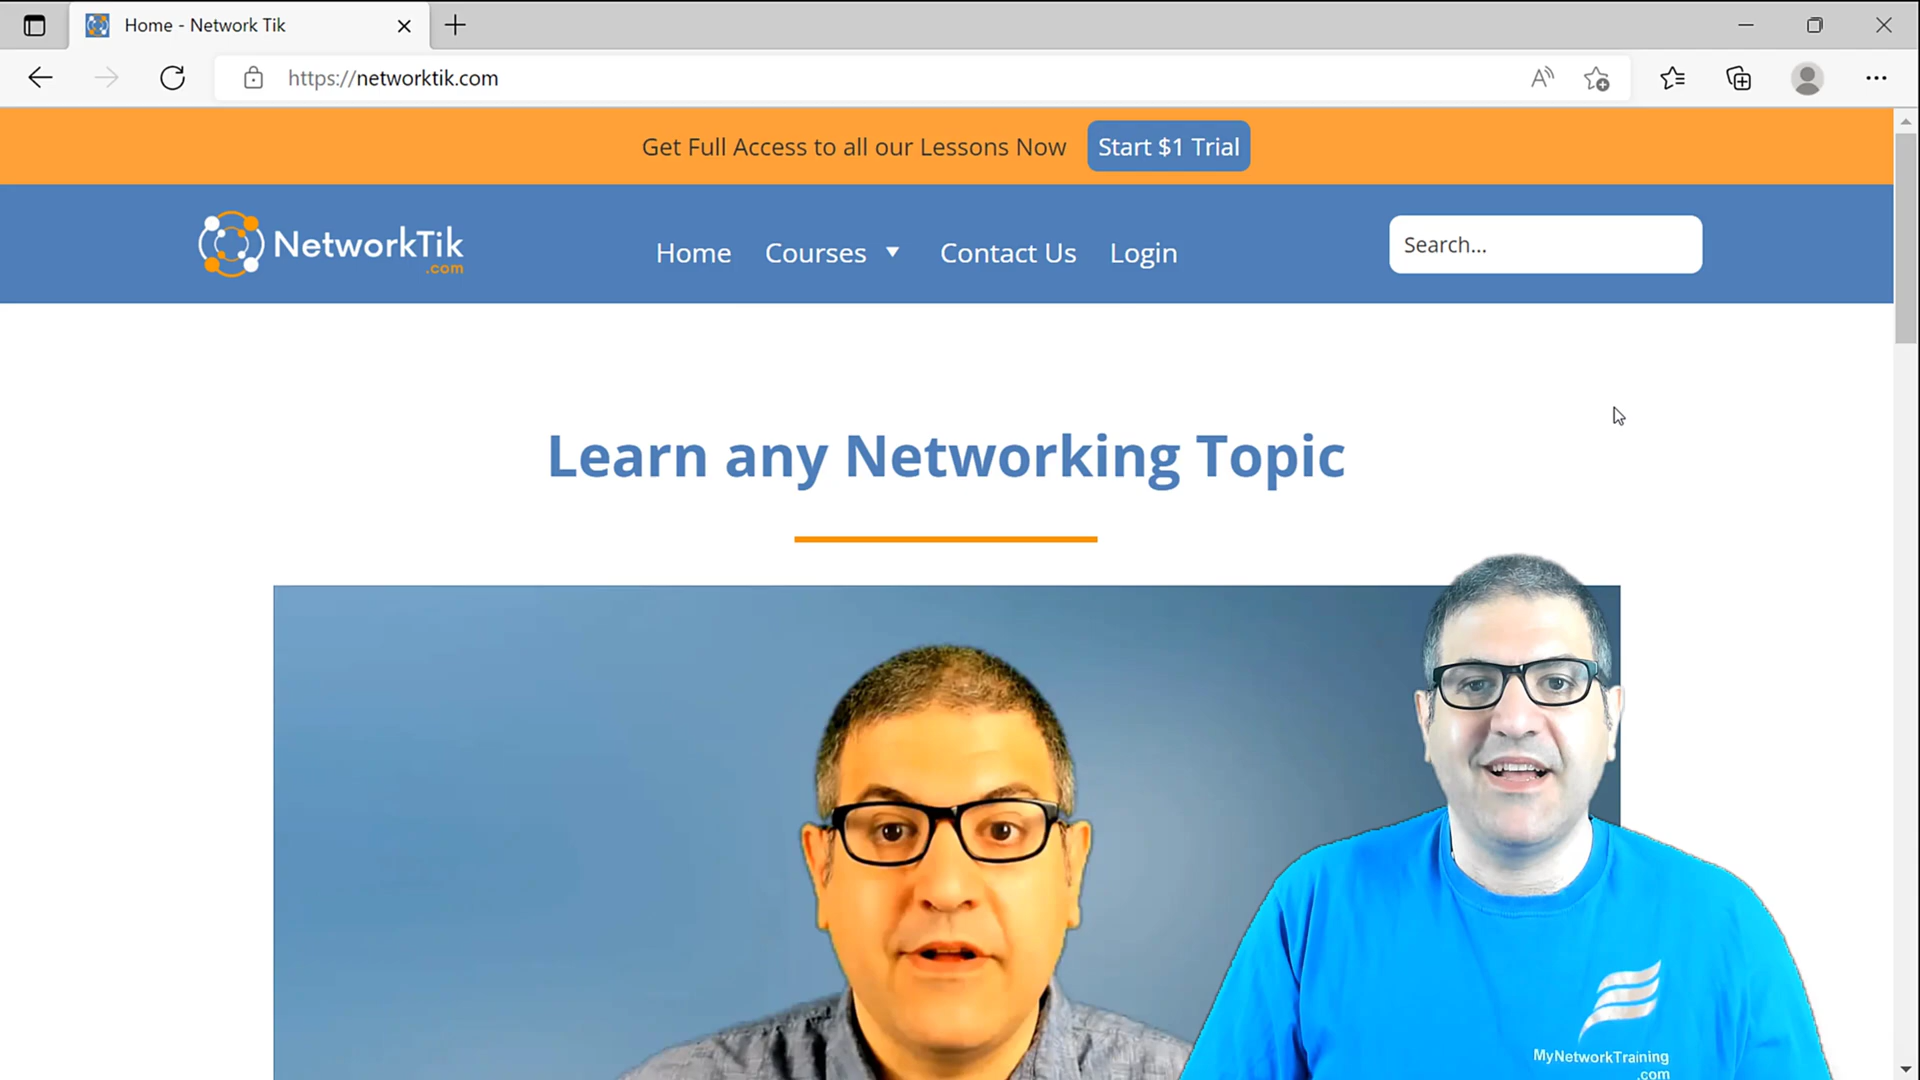 Home - Network Tik
https://networktik.com
Get Full Access to all our Lessons Now
Start $1 Trial
NetworkTik
.com
Home
Courses
Contact Us
Login
Search...
Learn any Networking Topic
MyNetworkTraining
.com